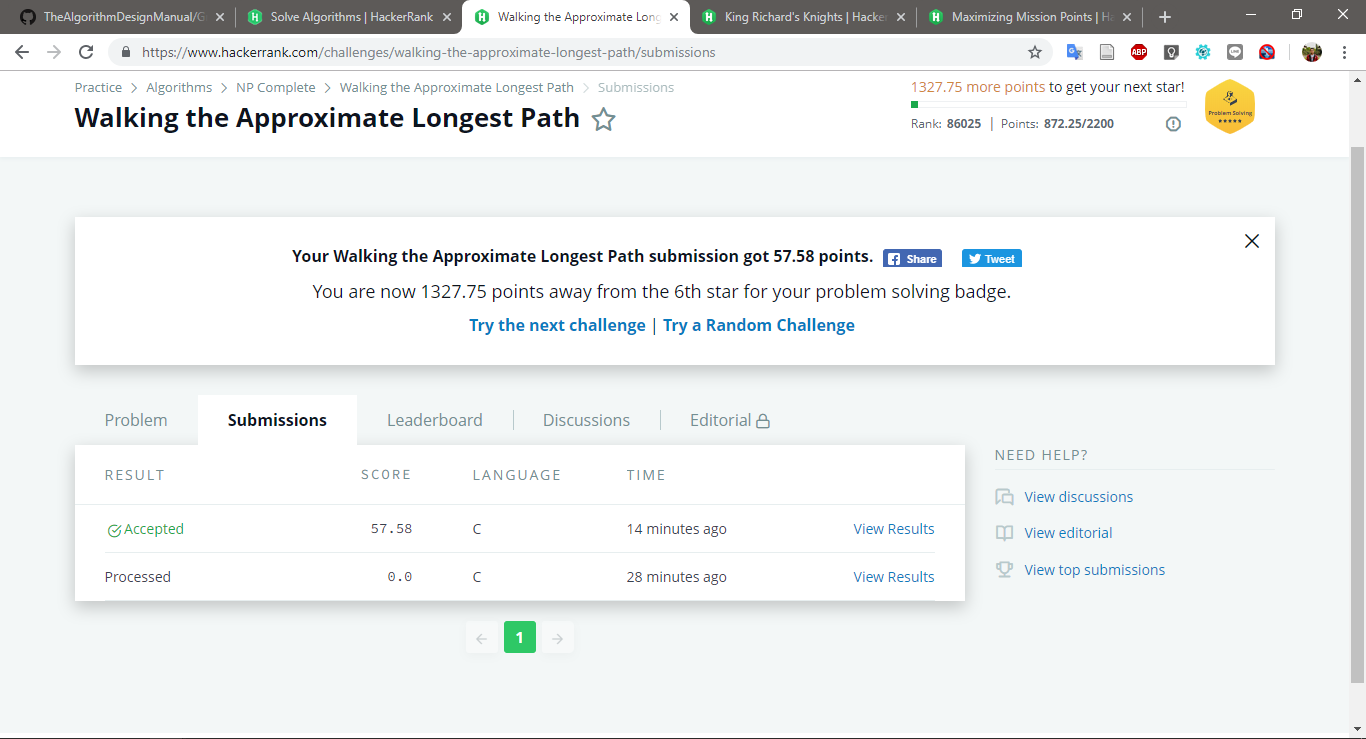 TheAlgorithmDesignManual/G
Solve Algorithms | HackerRank
Walking the Approximate Long
King Richard's Knights | Hacker
Maximizing Mission Points | Ha
https://www.hackerrank.com/challenges/walking-the-approximate-longest-path/submissions
Practice > Algorithms > NP Complete > Walking the Approximate Longest Path > Submissions
1327.75 more points to get your next star!
Walking the Approximate Longest Path
Rank: 86025 | Points: 872.25/2200
Problem Solving
Your Walking the Approximate Longest Path submission got 57.58 points. Share Tweet
You are now 1327.75 points away from the 6th star for your problem solving badge.
Try the next challenge | Try a Random Challenge
Problem Submissions Leaderboard Discussions Editorial
RESULT SCORE LANGUAGE TIME
Accepted 57.58 C 14 minutes ago View Results
Processed 0.0 C 28 minutes ago View Results
1
NEED HELP?
View discussions
View editorial
View top submissions